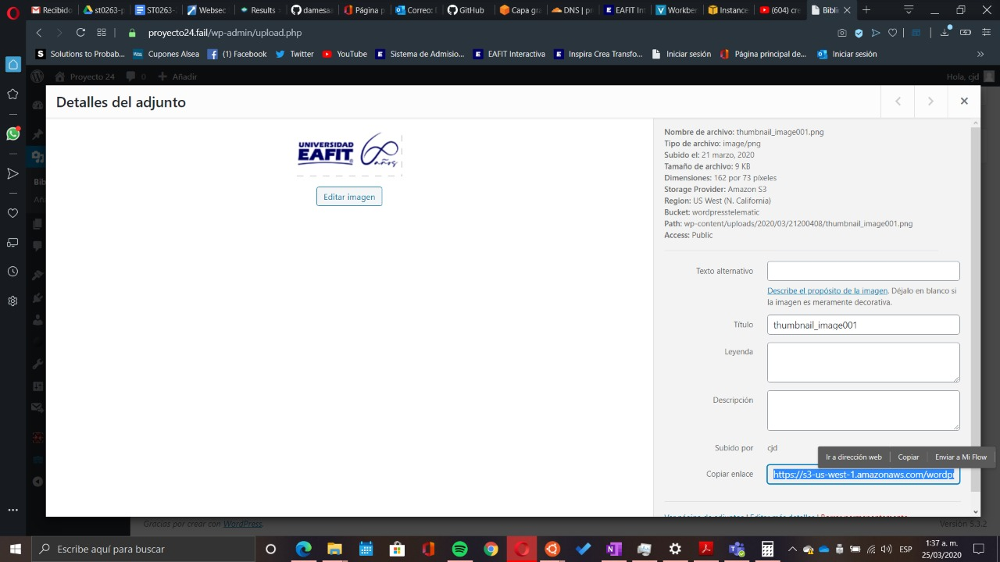 Recibido
st0263-p
ST0263-
Websec
Results
damesaa
Página p
Correo: E
GitHub
Capa gra
DNS | pr
EAFIT Int
Workben
Instance
(604) cre
Biblio
proyecto24.fail/wp-admin/upload.php
Solutions to Probab...
Cupones Alsea
(1) Facebook
Twitter
YouTube
Sistema de Admisio...
EAFIT Interactiva
Inspira Crea Transfo...
Iniciar sesión
Página principal de...
Iniciar sesión
Proyecto 24
0
Añadir
Hola, cjd
Detalles del adjunto
UNIVERSIDAD
EAFIT
60
años
Editar imagen
Nombre de archivo: thumbnail_image001.png
Tipo de archivo: image/png
Subido el: 21 marzo, 2020
Tamaño de archivo: 9 KB
Dimensiones: 162 por 73 píxeles
Storage Provider: Amazon S3
Region: US West (N. California)
Bucket: wordpresstelematic
Path: wp-content/uploads/2020/03/21200408/thumbnail_image001.png
Access: Public
Texto alternativo
Describe el propósito de la imagen. Déjalo en blanco si
la imagen es meramente decorativa.
Título
thumbnail_image001
Leyenda
Descripción
Subido por
cjd
Ir a dirección web
Copiar
Enviar a Mi Flow
Copiar enlace
https://s3-us-west-1.amazonaws.com/wordpr
Gracias por crear con WordPress.
Versión 5.3.2
Escribe aquí para buscar
ESP
1:37 a. m.
25/03/2020